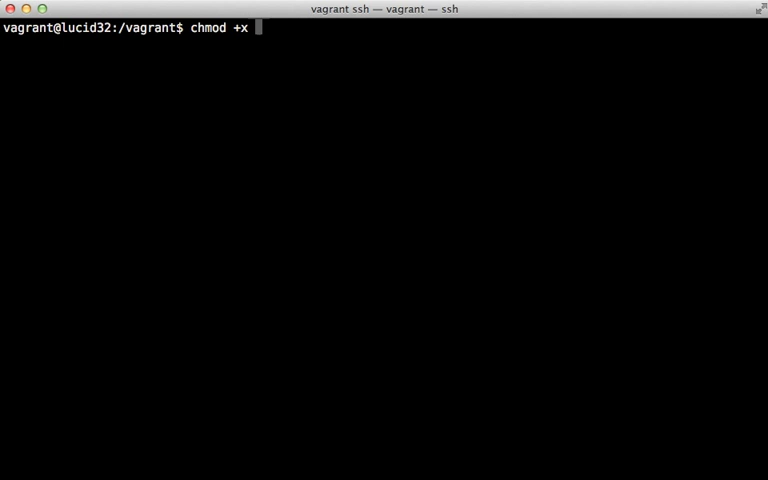 vagrant ssh — vagrant — ssh
vagrant@lucid32:/vagrant$ chmod +x